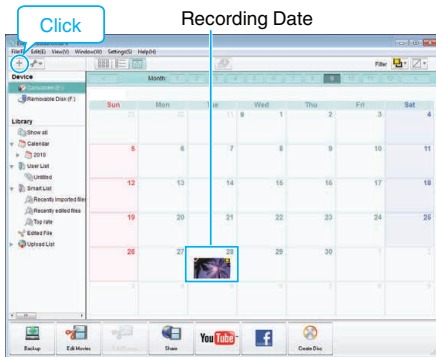 Click
Recording Date
File(F) Edit(E) View(V) Window(W) Settings(S) Help(H)
Filter
Device
Month
Removable Disk (F:)
Sun Mon Tue Wed Thu Fri Sat
Library
Show all
Calendar
2010
User List
Untitled
Smart List
Recently imported files
Recently edited files
Top rate
Edited File
Upload List
9 1 2 3 4
5 6 7 8 9 10 11
12 13 14 15 16 17 18
19 20 21 22 23 24 25
26 27 28 29 30
Backup Edit Movies Share YouTube f Create Disc